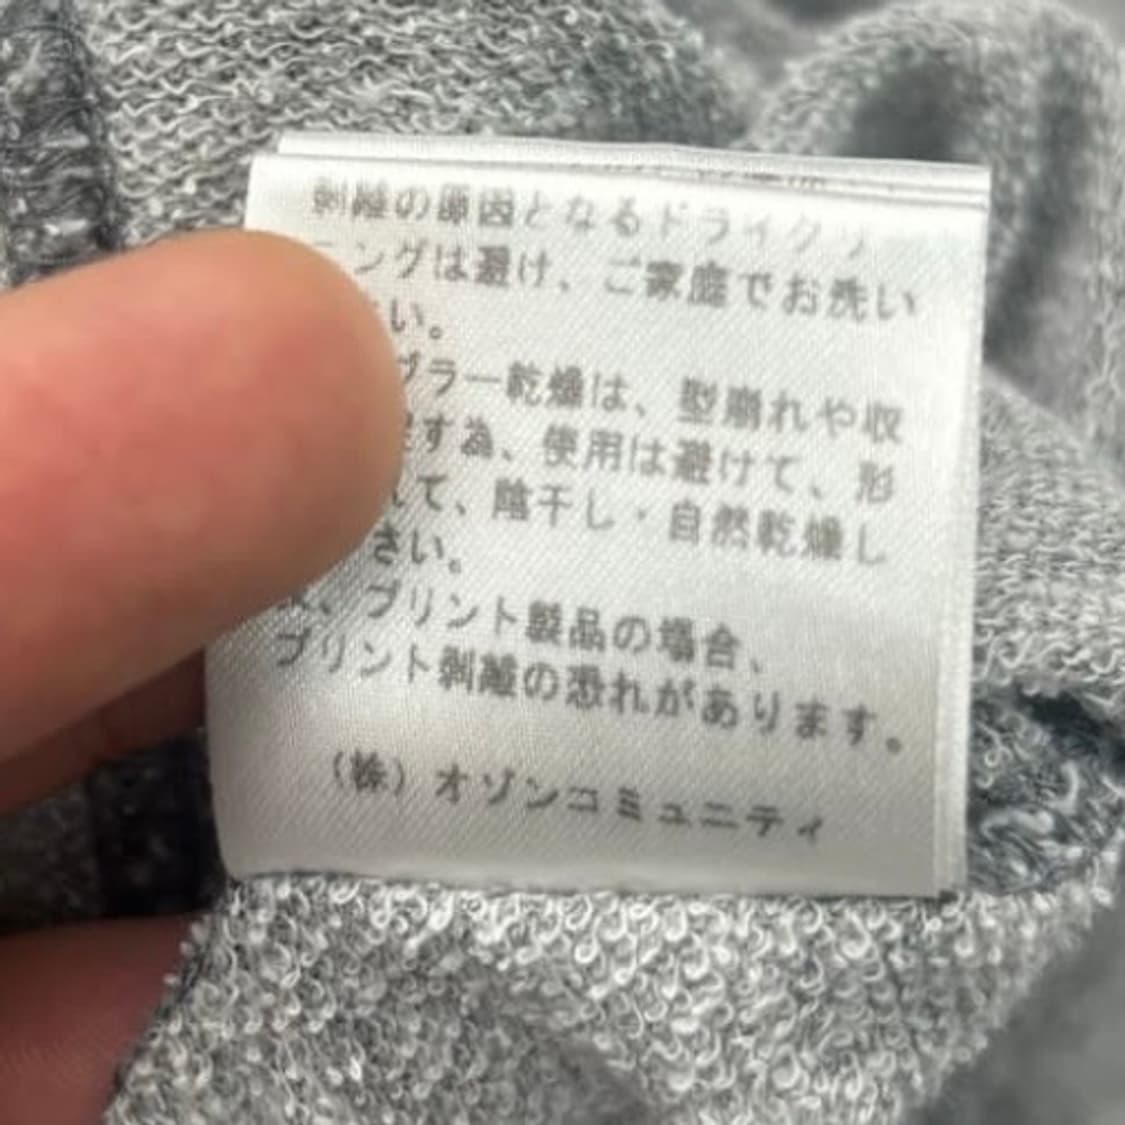 剥離の原因となるドライクリ
ングは避け、ご家庭でお洗い
い。
ブラー乾燥は、型崩れや収
す為、使用は避けて、形
て、陰干し・自然乾燥し
さい。
、プリント製品の場合、
プリント剥離の恐れがあります。
(株)オゾンコミュニティ